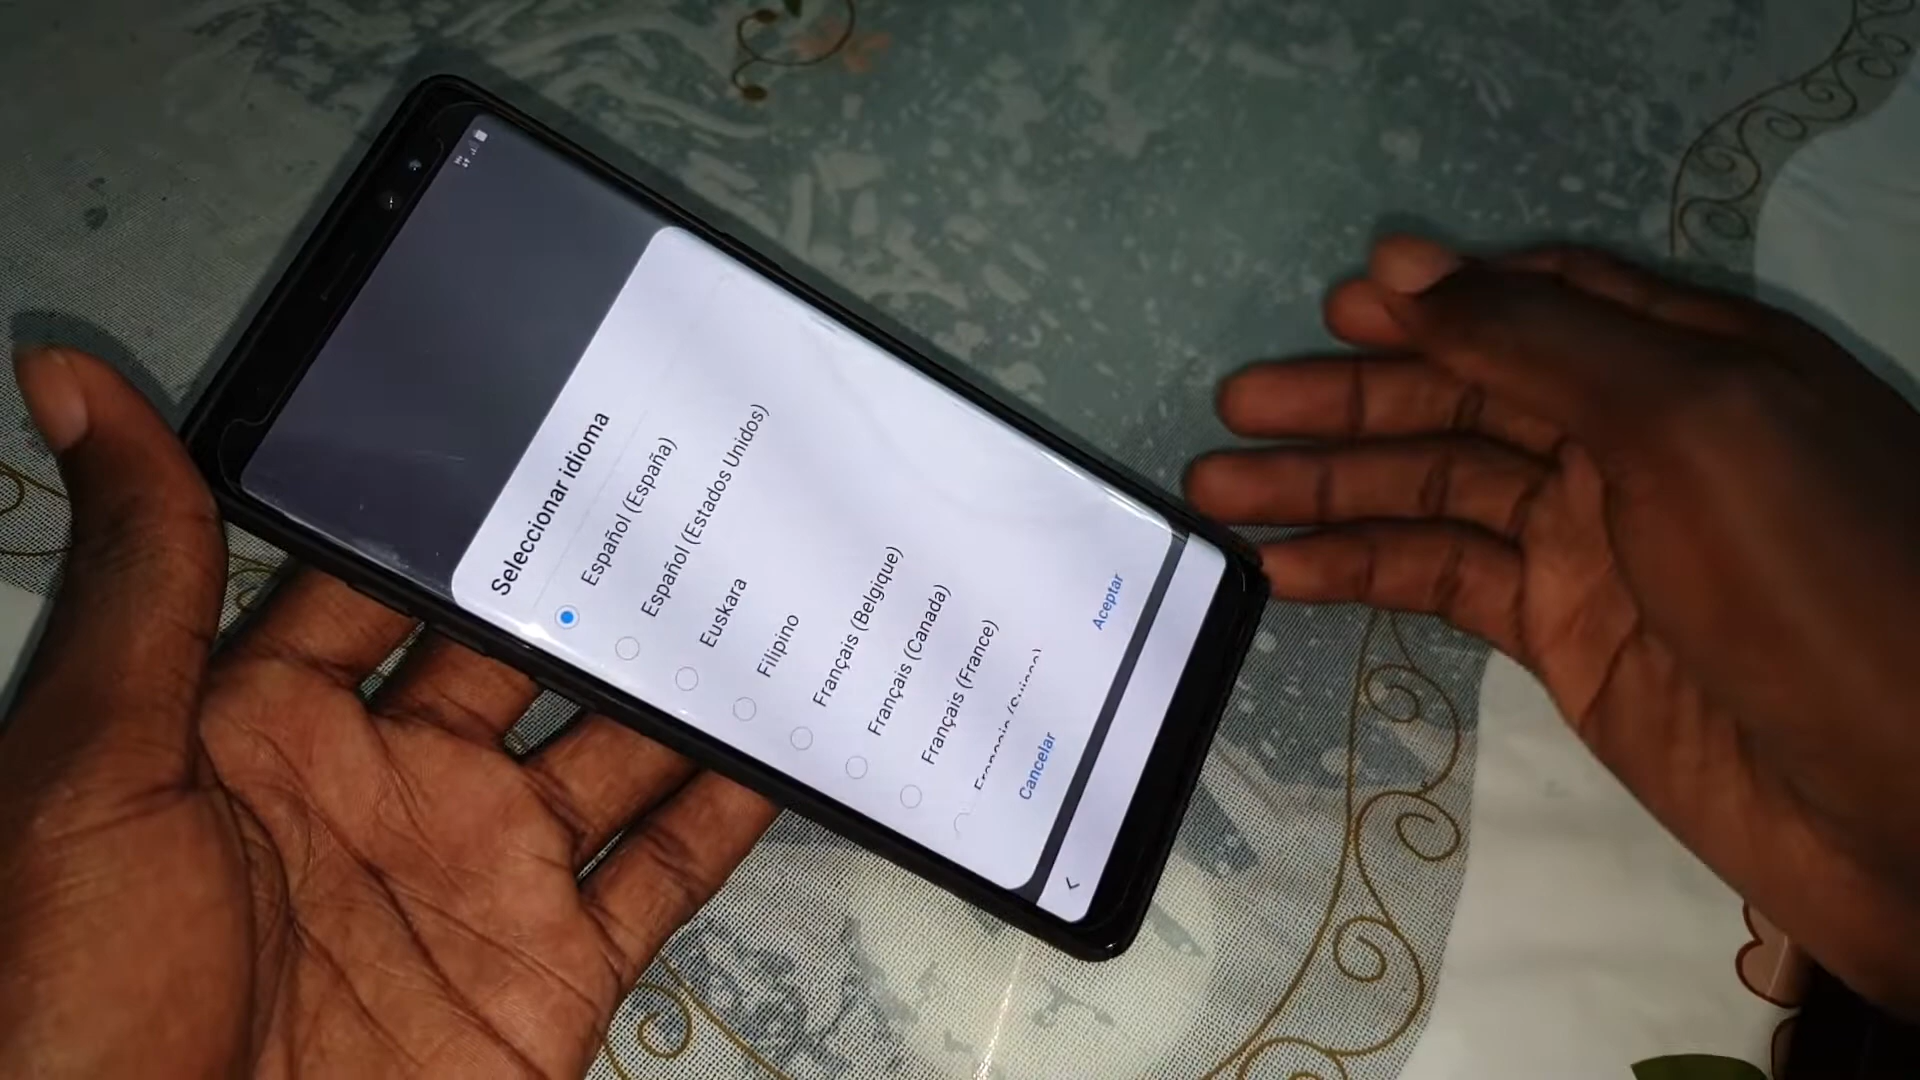 Seleccionar idioma
Español (España)
Español (Estados Unidos)
Euskara
Filipino
Français (Belgique)
Français (Canada)
Français (France)
Cancelar
Aceptar